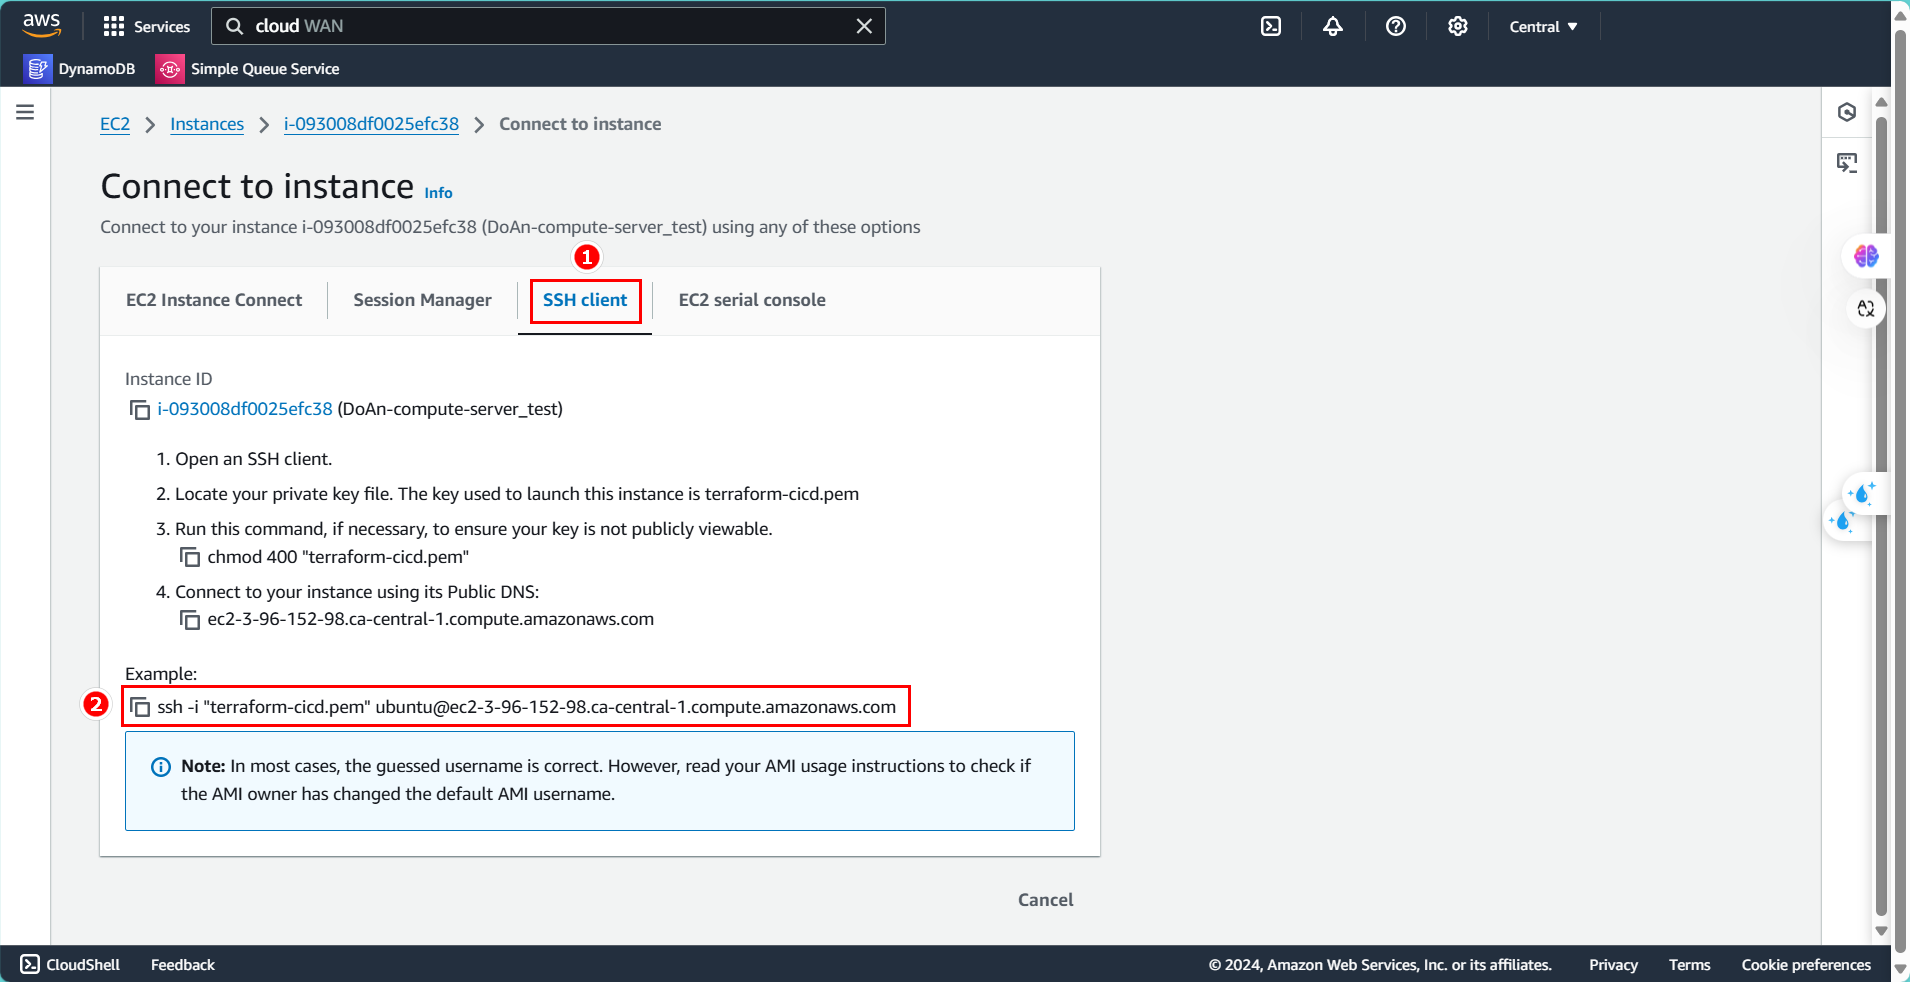 aws
Services
cloud WAN
Central
DynamoDB
Simple Queue Service
EC2 > Instances > i-093008df0025efc38 > Connect to instance
Connect to instance Info
Connect to your instance i-093008df0025efc38 (DoAn-compute-server_test) using any of these options
1
EC2 Instance Connect
Session Manager
SSH client
EC2 serial console
Instance ID
i-093008df0025efc38 (DoAn-compute-server_test)
1. Open an SSH client.
2. Locate your private key file. The key used to launch this instance is terraform-cicd.pem
3. Run this command, if necessary, to ensure your key is not publicly viewable.
chmod 400 "terraform-cicd.pem"
4. Connect to your instance using its Public DNS:
ec2-3-96-152-98.ca-central-1.compute.amazonaws.com
Example:
2
ssh -i "terraform-cicd.pem" ubuntu@ec2-3-96-152-98.ca-central-1.compute.amazonaws.com
Note: In most cases, the guessed username is correct. However, read your AMI usage instructions to check if
the AMI owner has changed the default AMI username.
Cancel
CloudShell
Feedback
© 2024, Amazon Web Services, Inc. or its affiliates.
Privacy
Terms
Cookie preferences